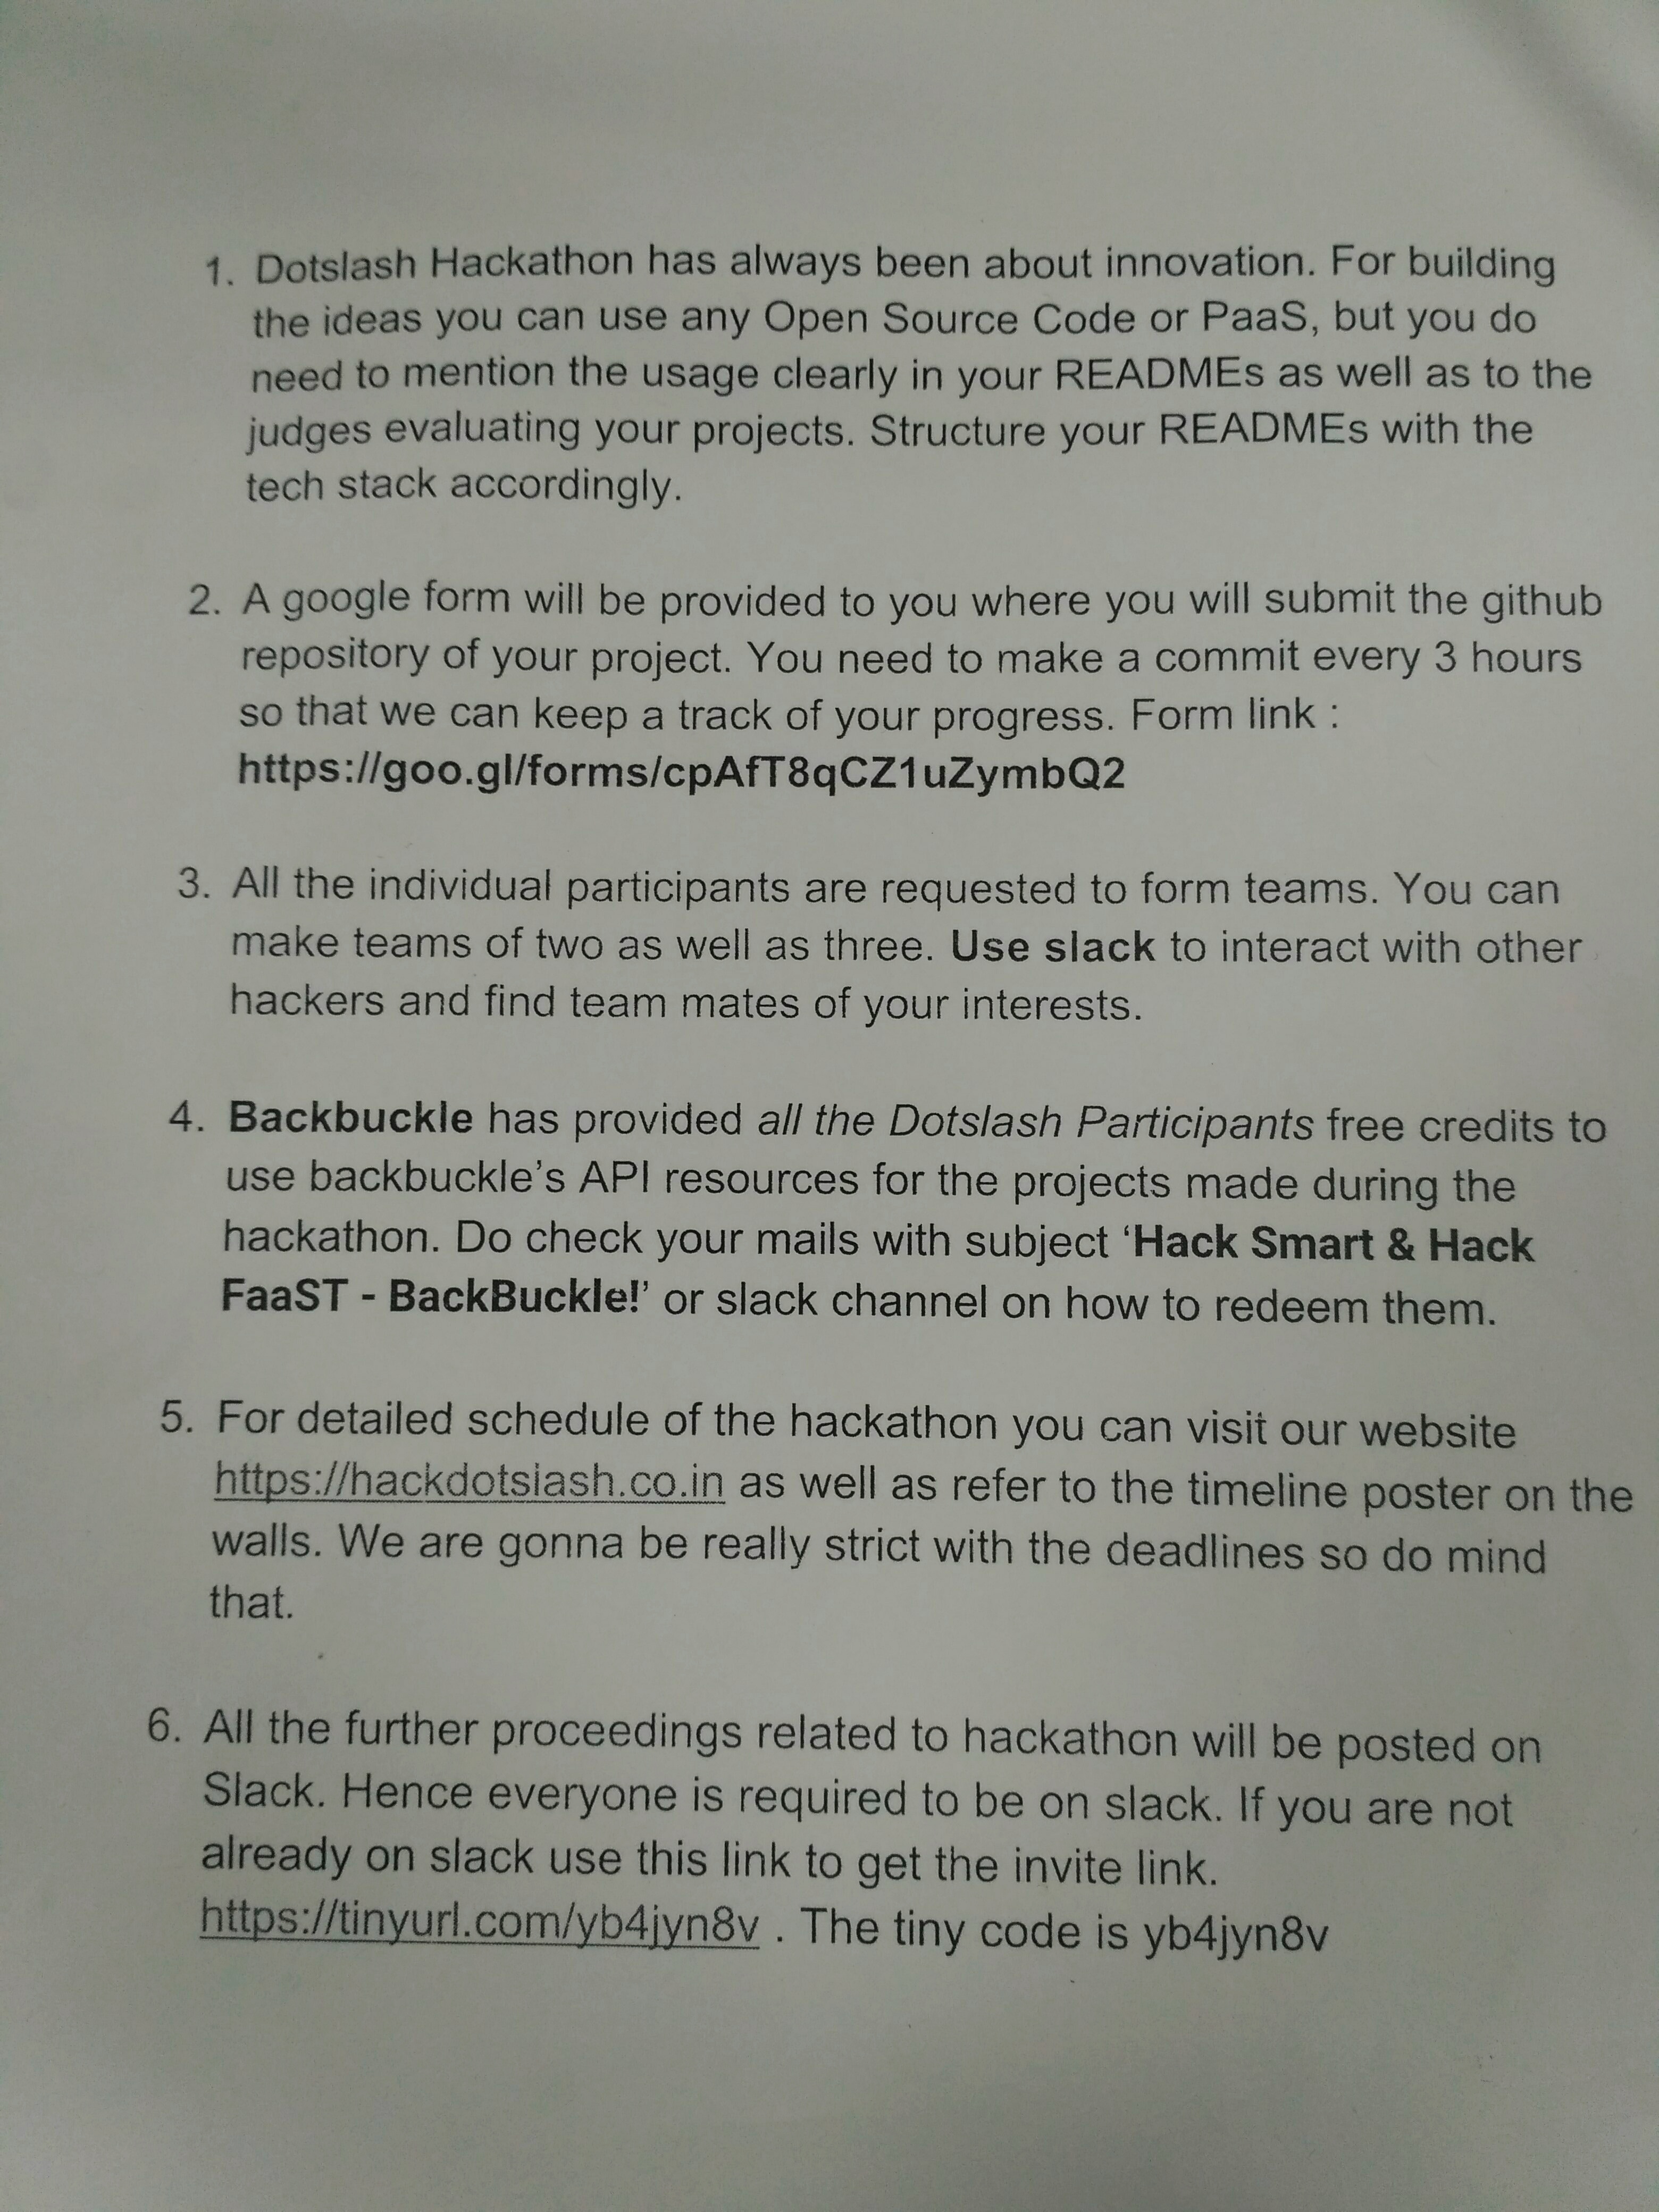 1. Dotslash Hackathon has always been about innovation. For building
the ideas you can use any Open Source Code or PaaS, but you do
need to mention the usage clearly in your READMEs as well as to the
judges evaluating your projects. Structure your READMEs with the
tech stack accordingly.
2. A google form will be provided to you where you will submit the github
repository of your project. You need to make a commit every 3 hours
so that we can keep a track of your progress. Form link :
https://goo.gl/forms/cpAfT8qCZ1uZymbQ2
3. All the individual participants are requested to form teams. You can
make teams of two as well as three. Use slack to interact with other
hackers and find team mates of your interests.
4. Backbuckle has provided all the Dotslash Participants free credits to
use backbuckle's API resources for the projects made during the
hackathon. Do check your mails with subject ‘Hack Smart & Hack
FaaST - BackBuckle!’ or slack channel on how to redeem them.
5. For detailed schedule of the hackathon you can visit our website
https://hackdotslash.co.in as well as refer to the timeline poster on the
walls. We are gonna be really strict with the deadlines so do mind
that.
6. All the further proceedings related to hackathon will be posted on
Slack. Hence everyone is required to be on slack. If you are not
already on slack use this link to get the invite link.
https://tinyurl.com/yb4jyn8v . The tiny code is yb4jyn8v